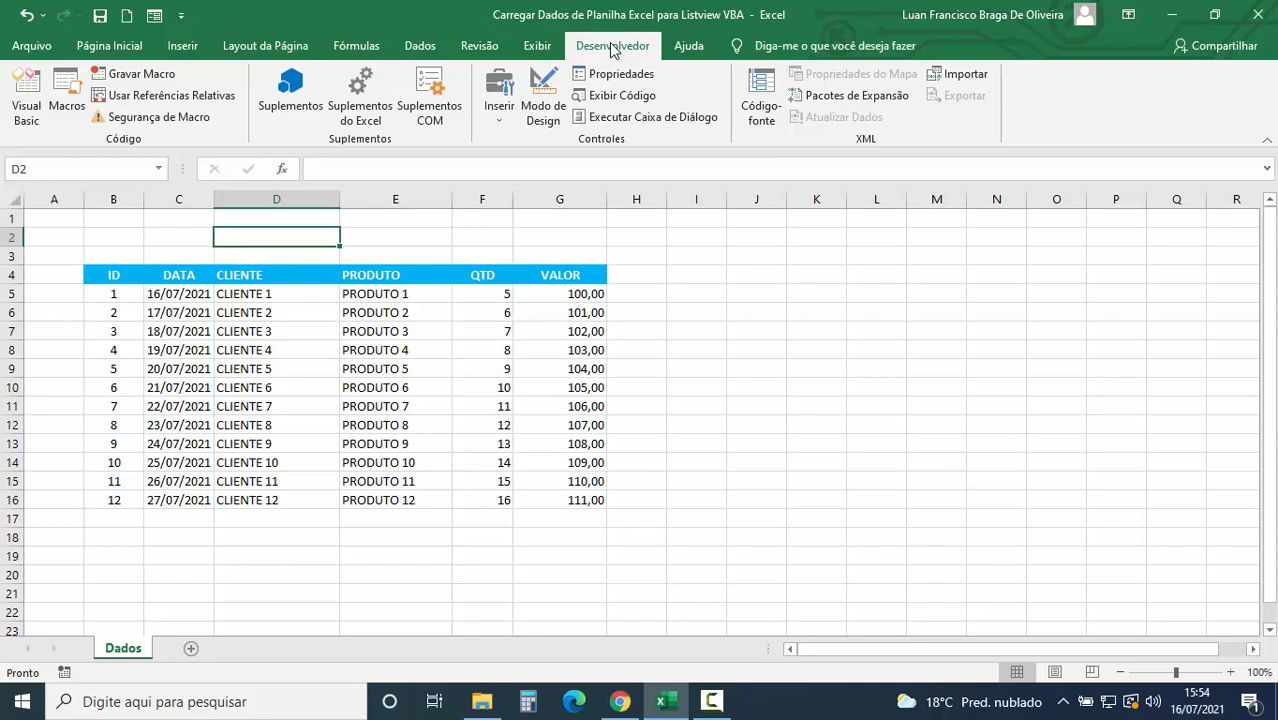 Carregar Dados de Planilha Excel para Listview VBA - Excel
Luan Francisco Braga De Oliveira
Arquivo Página Inicial Inserir Layout da Página Fórmulas Dados Revisão Exibir Desenvolvedor Ajuda Diga-me o que você deseja fazer Compartilhar
Visual Basic
Macros
Gravar Macro
Usar Referências Relativas
Segurança de Macro
Código
Suplementos
Suplementos do Excel
Suplementos COM
Suplementos
Inserir
Modo de Design
Propriedades
Exibir Código
Executar Caixa de Diálogo
Controles
Código-fonte
Propriedades do Mapa
Pacotes de Expansão
Atualizar Dados
Importar
Exportar
XML
D2
A B C D E F G H I J K L M N O P Q R
1
2
3
4 ID DATA CLIENTE PRODUTO QTD VALOR
5 1 16/07/2021 CLIENTE 1 PRODUTO 1 5 100,00
6 2 17/07/2021 CLIENTE 2 PRODUTO 2 6 101,00
7 3 18/07/2021 CLIENTE 3 PRODUTO 3 7 102,00
8 4 19/07/2021 CLIENTE 4 PRODUTO 4 8 103,00
9 5 20/07/2021 CLIENTE 5 PRODUTO 5 9 104,00
10 6 21/07/2021 CLIENTE 6 PRODUTO 6 10 105,00
11 7 22/07/2021 CLIENTE 7 PRODUTO 7 11 106,00
12 8 23/07/2021 CLIENTE 8 PRODUTO 8 12 107,00
13 9 24/07/2021 CLIENTE 9 PRODUTO 9 13 108,00
14 10 25/07/2021 CLIENTE 10 PRODUTO 10 14 109,00
15 11 26/07/2021 CLIENTE 11 PRODUTO 11 15 110,00
16 12 27/07/2021 CLIENTE 12 PRODUTO 12 16 111,00
17
18
19
20
21
22
23
Dados
Pronto
100%
Digite aqui para pesquisar
18°C Pred. nublado
15:54
16/07/2021
1